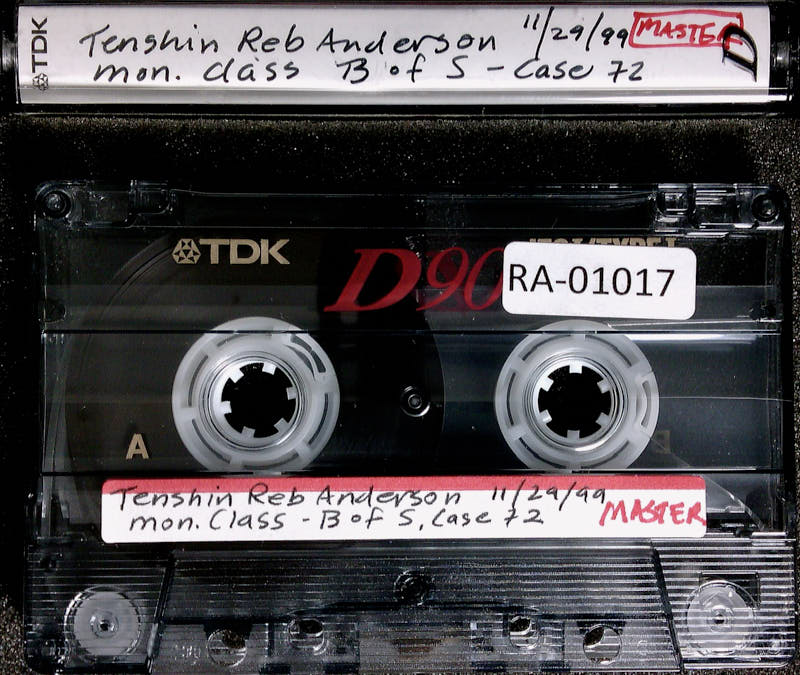 TDK
Tenshin Reb Anderson 11/29/99 MASTER
mon. Class B of S - Case 72
D
TDK
D90
RA-01017
A
Tenshin Reb Anderson 11/29/99
mon. Class - B of S, Case 72 MASTER